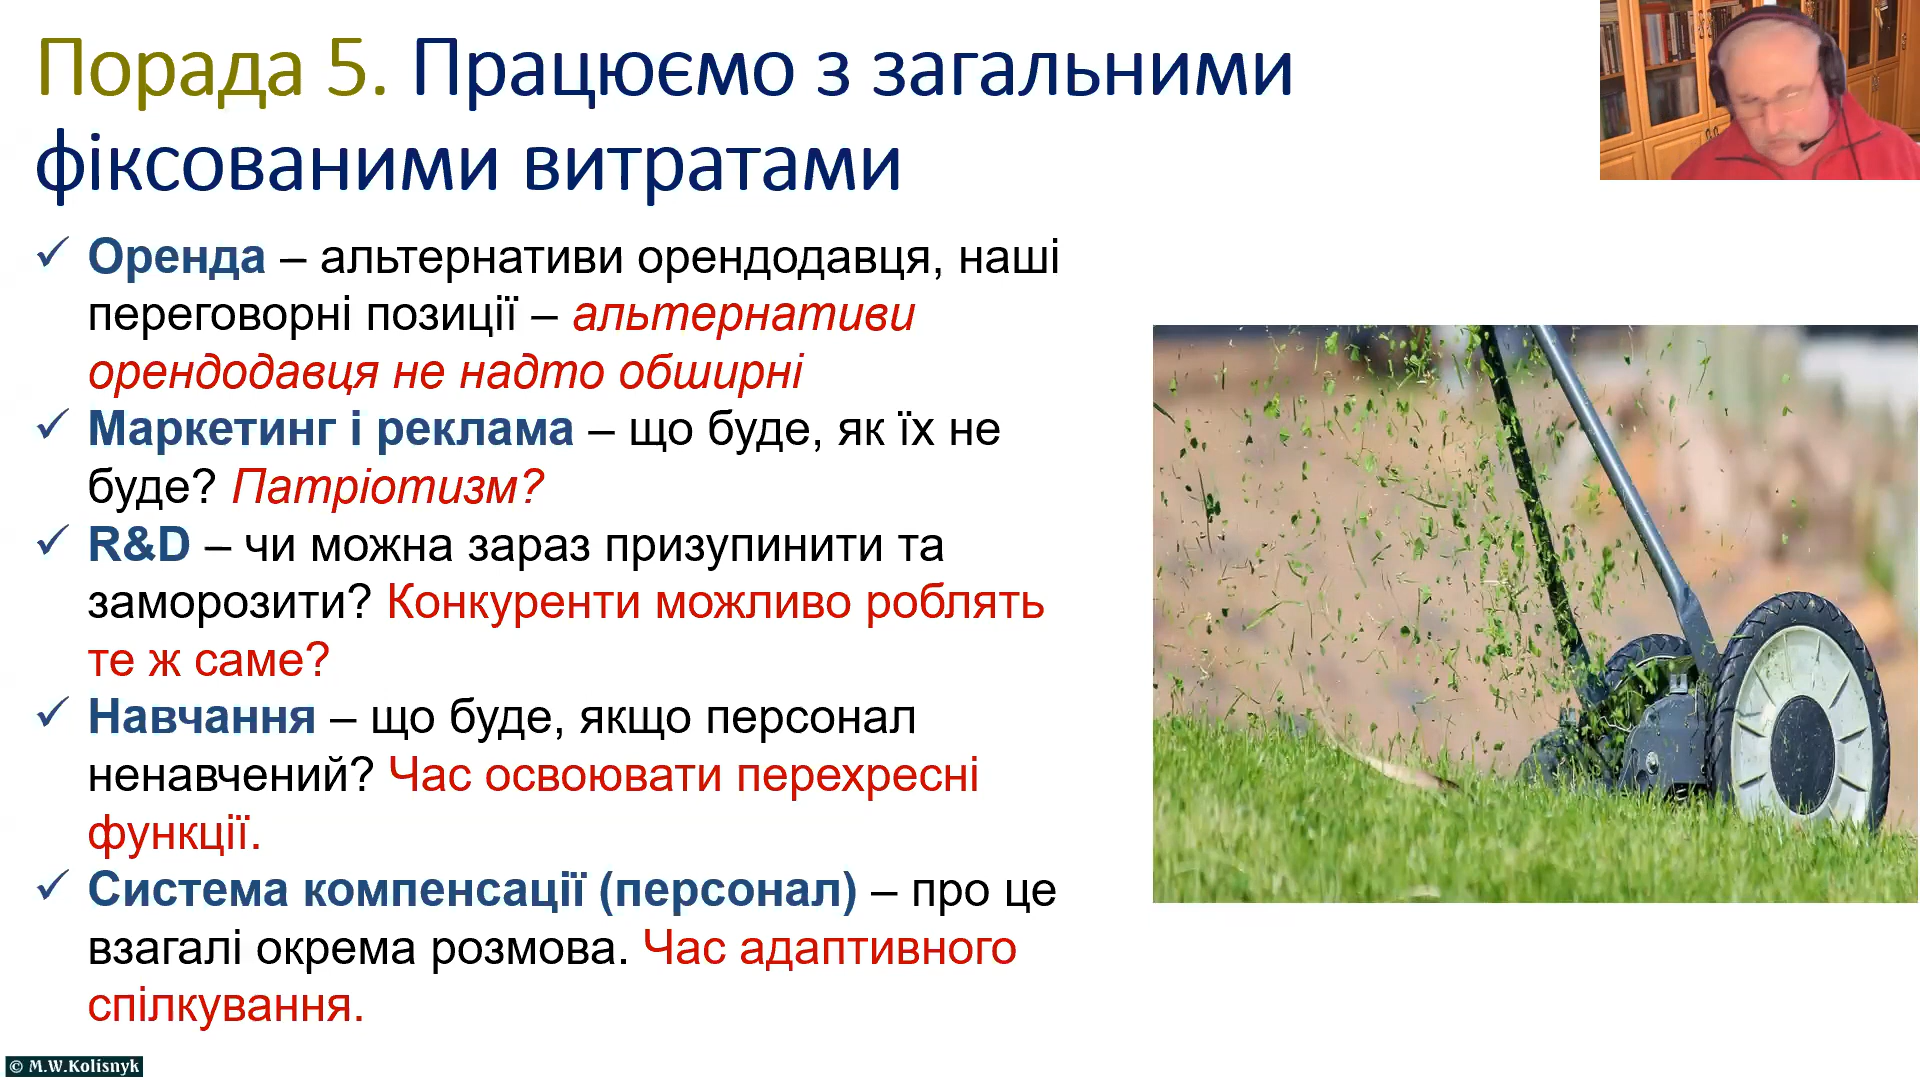 Порада 5. Працюємо з загальними
фіксованими витратами
✓ Оренда – альтернативи орендодавця, наші
переговорні позиції – альтернативи
орендодавця не надто обширні
✓ Маркетинг і реклама – що буде, як їх не
буде? Патріотизм?
✓ R&D – чи можна зараз призупинити та
заморозити? Конкуренти можливо роблять
те ж саме?
✓ Навчання – що буде, якщо персонал
ненавчений? Час освоювати перехресні
функції.
✓ Система компенсації (персонал) – про це
взагалі окрема розмова. Час адаптивного
спілкування.
© M.W.Kolisnyk